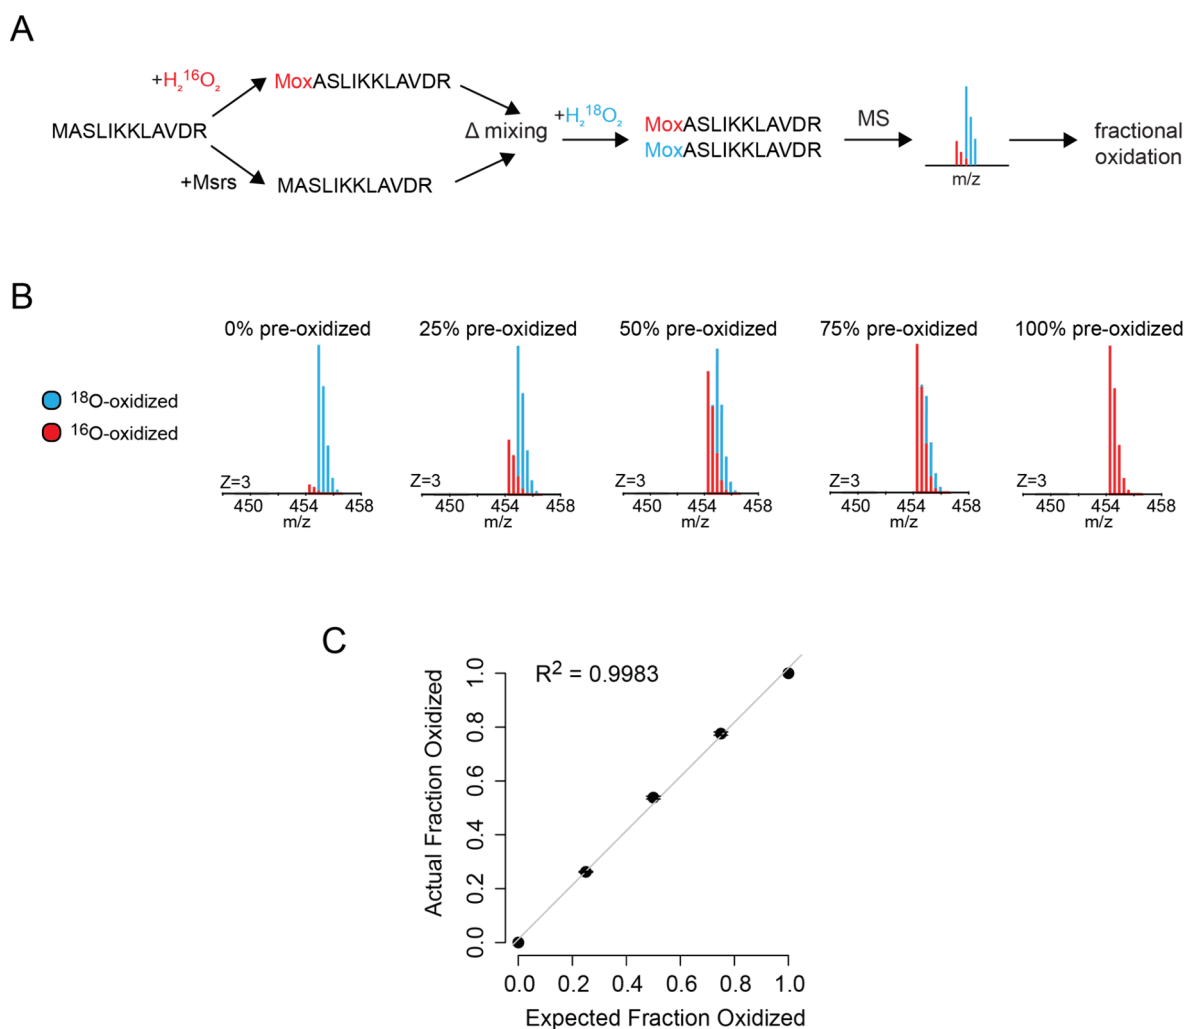 A
+H₂¹⁶O₂
MoxASLIKKLAVDR
MASLIKKLAVDR
+Msrs
MASLIKKLAVDR
Δ mixing
+H₂¹⁸O₂
MoxASLIKKLAVDR
MoxASLIKKLAVDR
MS
m/z
fractional
oxidation
B
¹⁸O-oxidized
¹⁶O-oxidized
0% pre-oxidized
Z=3
450 454 458
m/z
25% pre-oxidized
Z=3
450 454 458
m/z
50% pre-oxidized
Z=3
450 454 458
m/z
75% pre-oxidized
Z=3
450 454 458
m/z
100% pre-oxidized
Z=3
450 454 458
m/z
C
R² = 0.9983
Actual Fraction Oxidized
1.0
0.8
0.6
0.4
0.2
0.0
0.0 0.2 0.4 0.6 0.8 1.0
Expected Fraction Oxidized